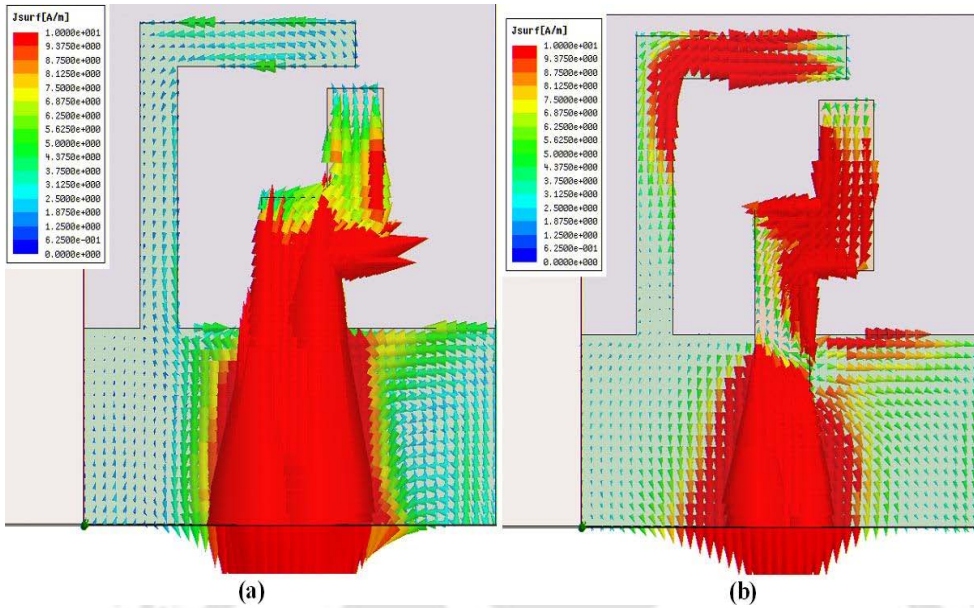 Jsurf[A/m]
1.0000e+001
9.3750e+000
8.7500e+000
8.1250e+000
7.5000e+000
6.8750e+000
6.2500e+000
5.6250e+000
5.0000e+000
4.3750e+000
3.7500e+000
3.1250e+000
2.5000e+000
1.8750e+000
1.2500e+000
6.2500e-001
0.0000e+000
Jsurf[A/m]
1.0000e+001
9.3750e+000
8.7500e+000
8.1250e+000
7.5000e+000
6.8750e+000
6.2500e+000
5.6250e+000
5.0000e+000
4.3750e+000
3.7500e+000
3.1250e+000
2.5000e+000
1.8750e+000
1.2500e+000
6.2500e-001
0.0000e+000
(a)
(b)